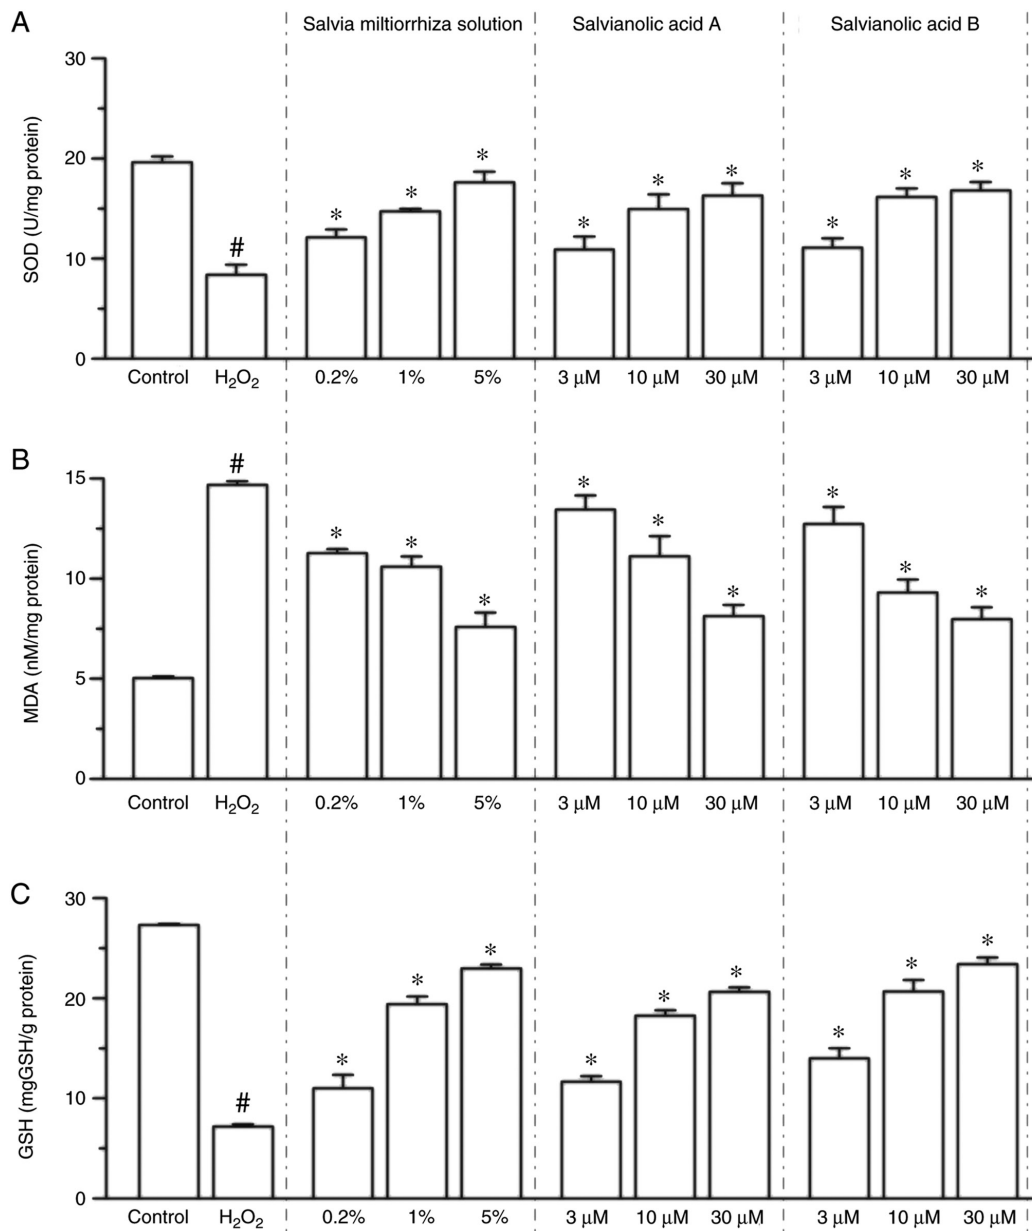 A
Salvia miltiorrhiza solution
Salvianolic acid A
Salvianolic acid B
SOD (U/mg protein)
30
20
10
0
#
* * *
* * *
* * *
Control H₂O₂ 0.2% 1% 5% 3 μM 10 μM 30 μM 3 μM 10 μM 30 μM
B
MDA (nM/mg protein)
15
10
5
0
#
* * *
* * *
* * *
Control H₂O₂ 0.2% 1% 5% 3 μM 10 μM 30 μM 3 μM 10 μM 30 μM
C
GSH (mgGSH/g protein)
30
20
10
0
#
* * *
* * *
* * *
Control H₂O₂ 0.2% 1% 5% 3 μM 10 μM 30 μM 3 μM 10 μM 30 μM